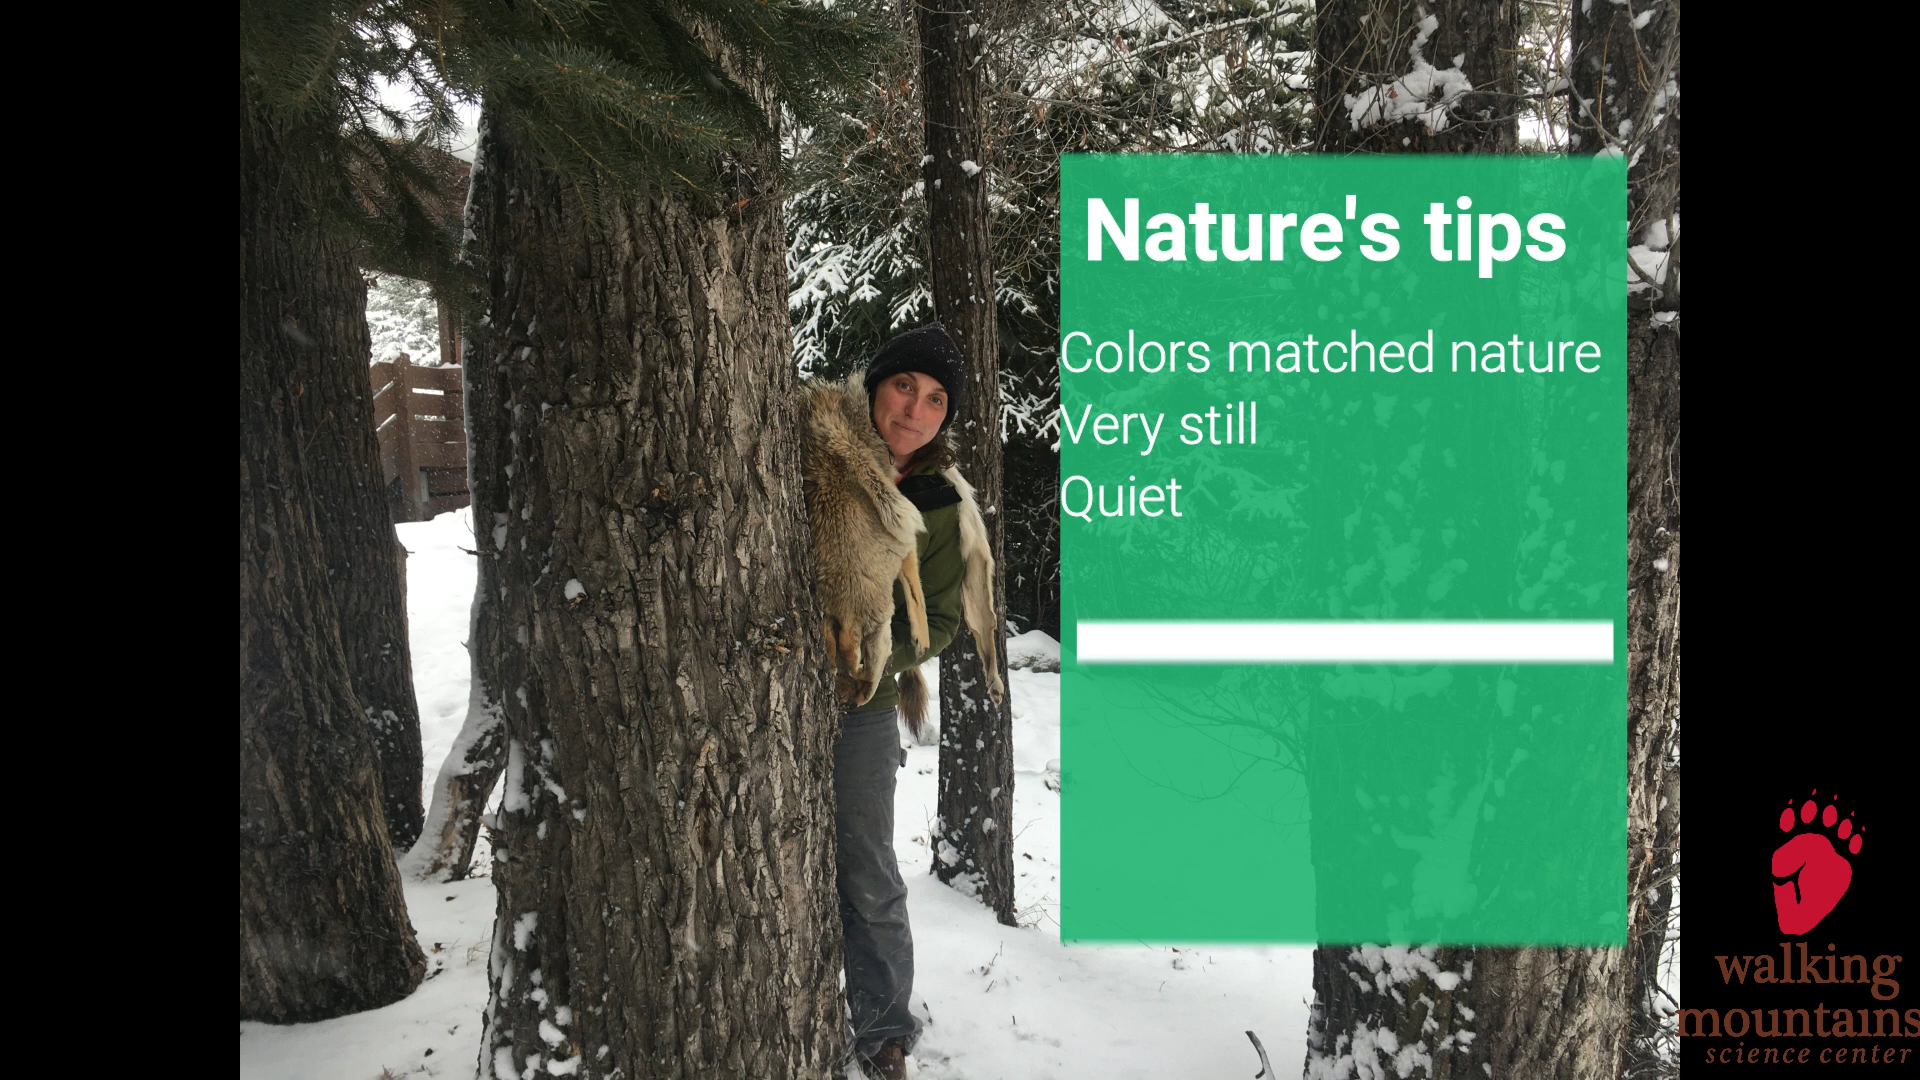 Nature's tips
Colors matched nature
Very still
Quiet
walking
mountains
science center